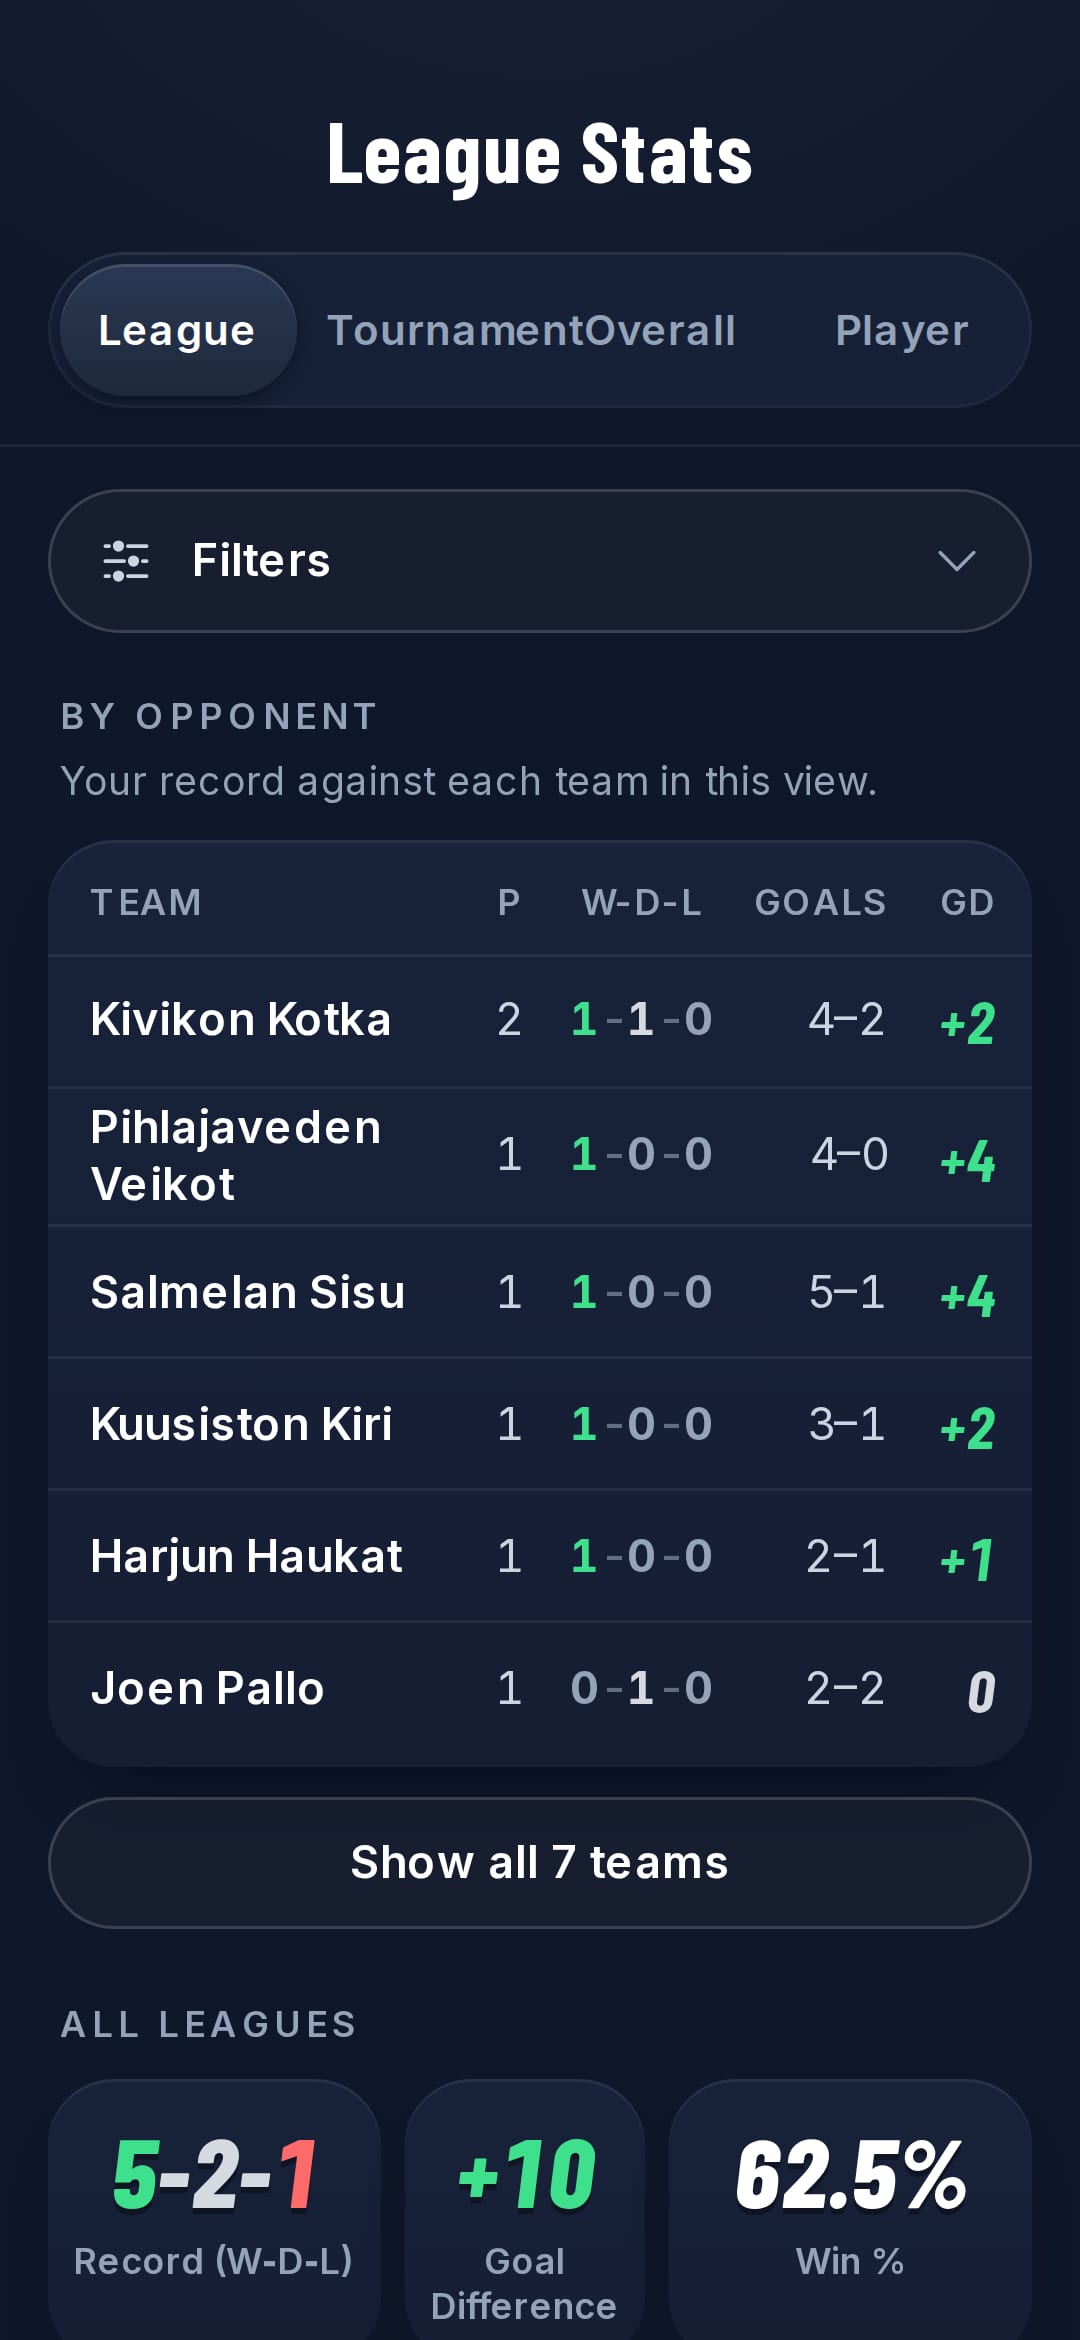 League Stats
League Tournament Overall Player
Filters
BY OPPONENT
Your record against each team in this view.
TEAM P W-D-L GOALS GD
Kivikon Kotka 2 1-1-0 4–2 +2
Pihlajaveden
Veikot 1 1-0-0 4–0 +4
Salmelan Sisu 1 1-0-0 5–1 +4
Kuusiston Kiri 1 1-0-0 3–1 +2
Harjun Haukat 1 1-0-0 2–1 +1
Joen Pallo 1 0-1-0 2–2 0
Show all 7 teams
ALL LEAGUES
5-2-1 +10 62.5%
Record (W-D-L) Goal Win %
Difference